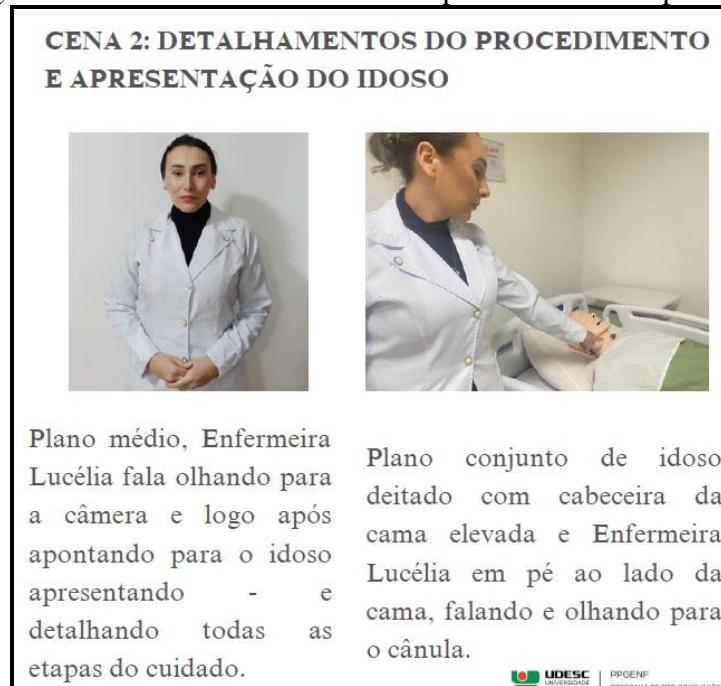 CENA 2: DETALHAMENTOS DO PROCEDIMENTO
E APRESENTAÇÃO DO IDOSO
Plano médio, Enfermeira
Lucélia fala olhando para
a câmera e logo após
apontando para o idoso
apresentando - e
detalhando todas as
etapas do cuidado.
Plano conjunto de idoso
deitado com cabeceira da
cama elevada e Enfermeira
Lucélia em pé ao lado da
cama, falando e olhando para
o cânula.
UDESC
UNIVERSIDADE
PPGENF